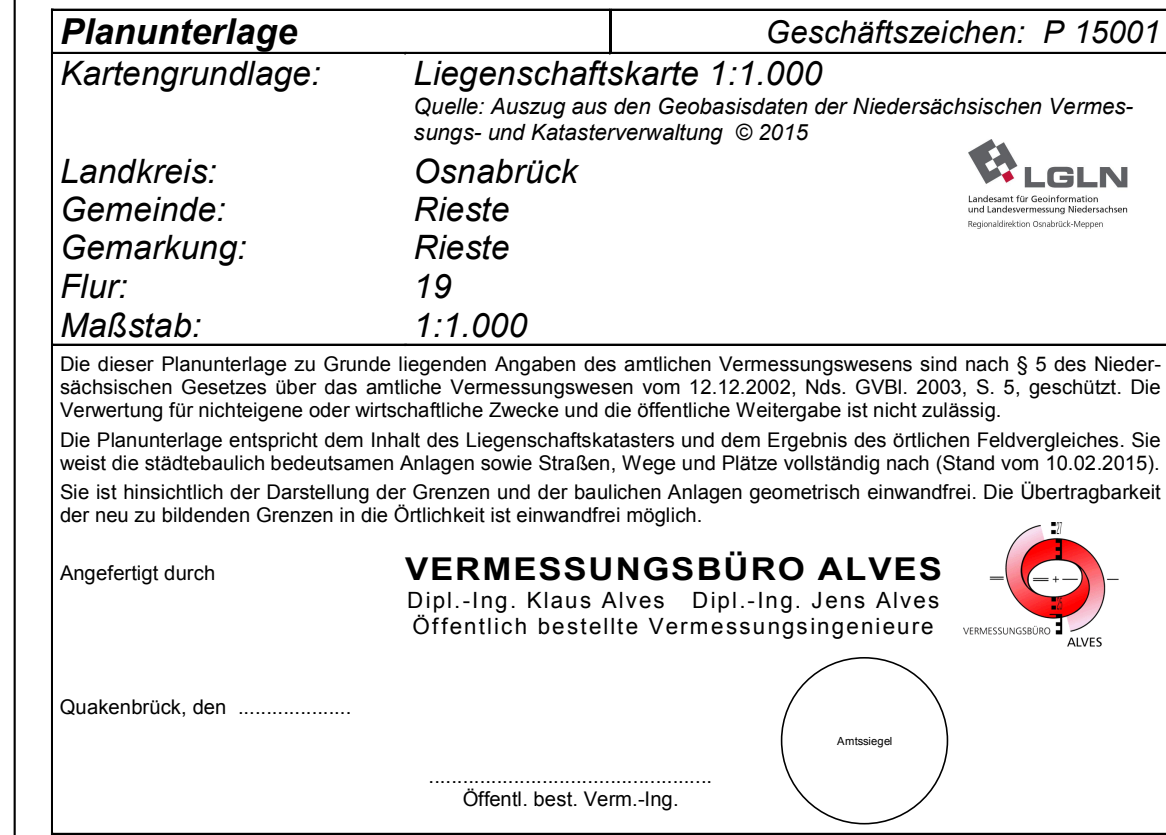 Planunterlage Geschäftszeichen: P 15001
Kartengrundlage: Liegenschaftskarte 1:1.000
Quelle: Auszug aus den Geobasisdaten der Niedersächsischen Vermes-
sungs- und Katasterverwaltung © 2015
LGLN
Landesamt für Geoinformation
und Landesvermessung Niedersachsen
Regionaldirektion Osnabrück-Meppen
Landkreis: Osnabrück
Gemeinde: Rieste
Gemarkung: Rieste
Flur: 19
Maßstab: 1:1.000
Die dieser Planunterlage zu Grunde liegenden Angaben des amtlichen Vermessungswesens sind nach § 5 des Nieder-
sächsischen Gesetzes über das amtliche Vermessungswesen vom 12.12.2002, Nds. GVBl. 2003, S. 5, geschützt. Die
Verwertung für nichteigene oder wirtschaftliche Zwecke und die öffentliche Weitergabe ist nicht zulässig.
Die Planunterlage entspricht dem Inhalt des Liegenschaftskatasters und dem Ergebnis des örtlichen Feldvergleiches. Sie
weist die städtebaulich bedeutsamen Anlagen sowie Straßen, Wege und Plätze vollständig nach (Stand vom 10.02.2015).
Sie ist hinsichtlich der Darstellung der Grenzen und der baulichen Anlagen geometrisch einwandfrei. Die Übertragbarkeit
der neu zu bildenden Grenzen in die Örtlichkeit ist einwandfrei möglich.
Angefertigt durch VERMESSUNGSBÜRO ALVES
Dipl.-Ing. Klaus Alves Dipl.-Ing. Jens Alves
Öffentlich bestellte Vermessungsingenieure
VERMESSUNGSBÜRO
ALVES
Quakenbrück, den ....................
Amtssiegel
..................................................
Öffentl. best. Verm.-Ing.